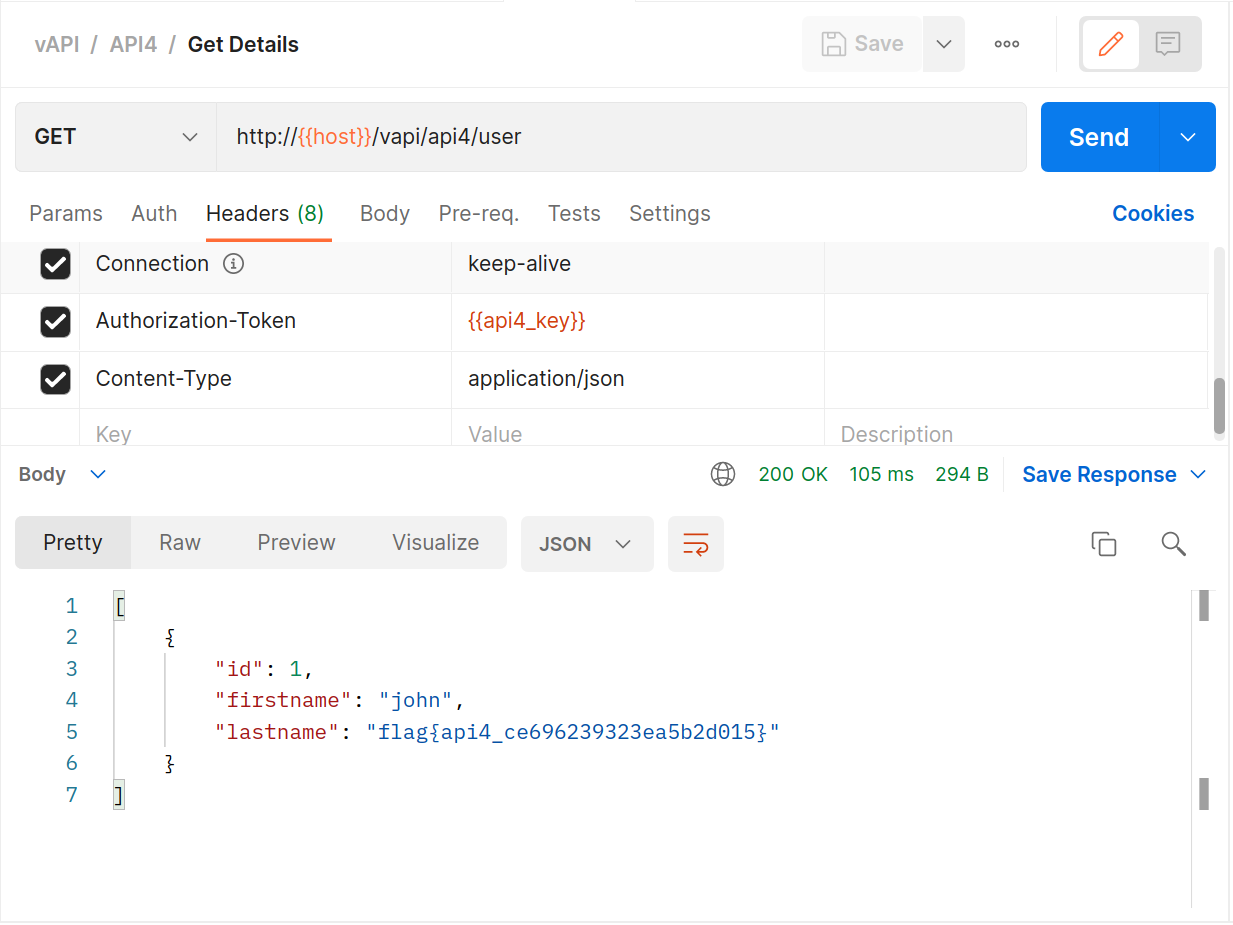 vAPI / API4 / Get Details
Save
GET
http://{{host}}/vapi/api4/user
Send
Params Auth Headers (8) Body Pre-req. Tests Settings Cookies
Connection keep-alive
Authorization-Token {{api4_key}}
Content-Type application/json
Key Value Description
Body 200 OK 105 ms 294 B Save Response
Pretty Raw Preview Visualize JSON
1 [
2 {
3 "id": 1,
4 "firstname": "john",
5 "lastname": "flag{api4_ce696239323ea5b2d015}"
6 }
7 ]